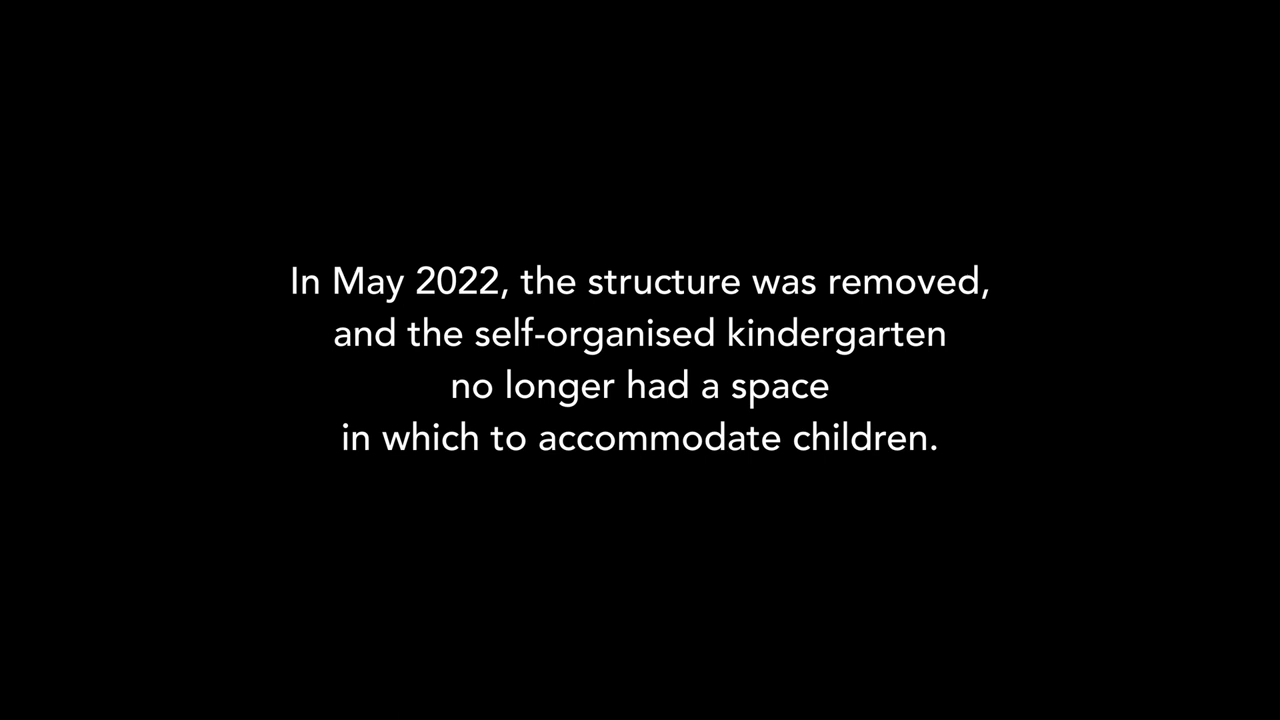 In May 2022, the structure was removed,
and the self-organised kindergarten
no longer had a space
in which to accommodate children.